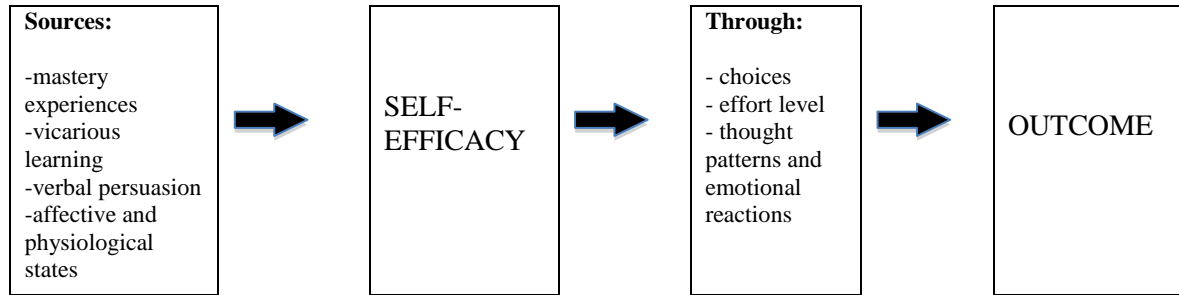 Sources:
-mastery
experiences
-vicarious
learning
-verbal persuasion
-affective and
physiological
states
SELF-
EFFICACY
Through:
- choices
- effort level
- thought
patterns and
emotional
reactions
OUTCOME